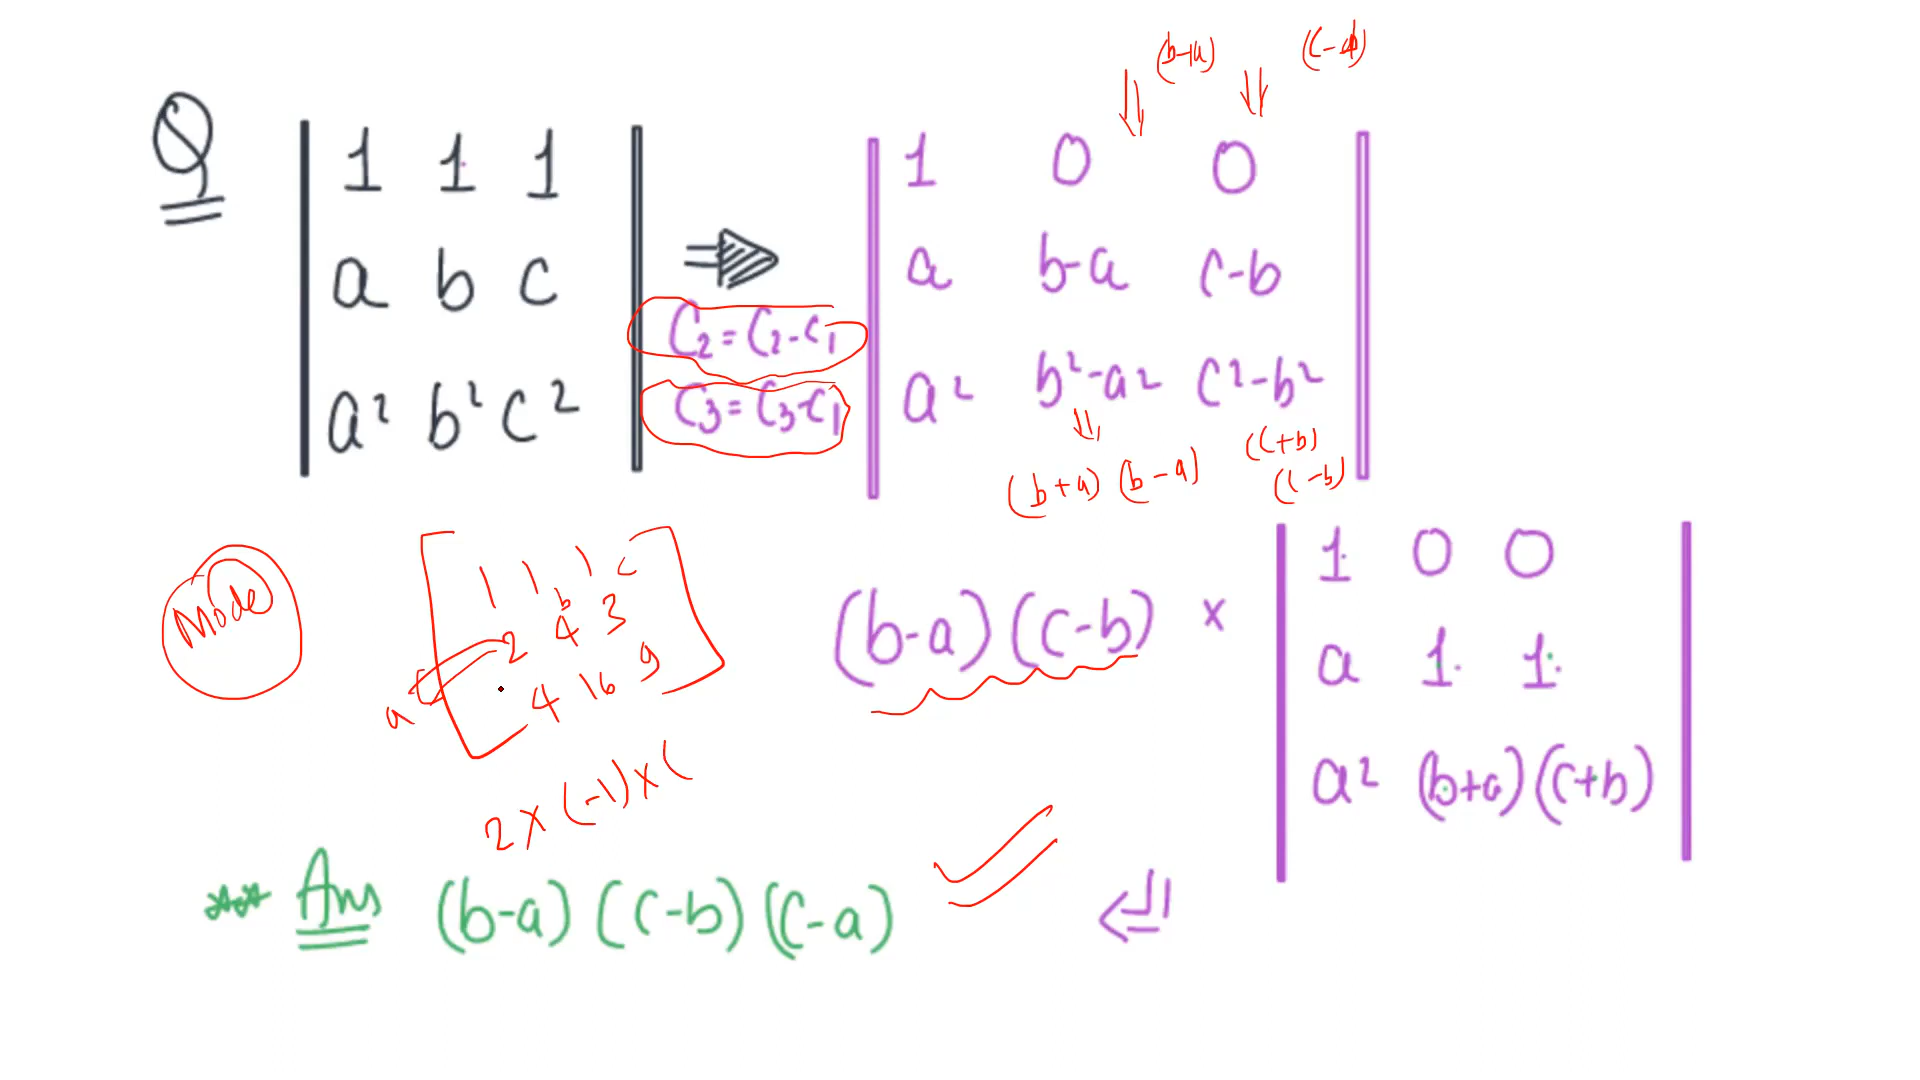 (b-a) (c-b)
Q
1 1 1
a b c
a² b² c²
C₂ = C₂ - C₁
C₃ = C₃ - C₁
1 0 0
a b-a c-b
a² b²-a² c²-b²
(b+a) (b-a)
(c+b)
(c-b)
Mode
1 1 1 c
b
2 4 3
4 16 9
a
2 x (-1) x (
(b-a) (c-b) x
1 0 0
a 1 1
a² (b+a) (c+b)
Ans (b-a) (c-b) (c-a)